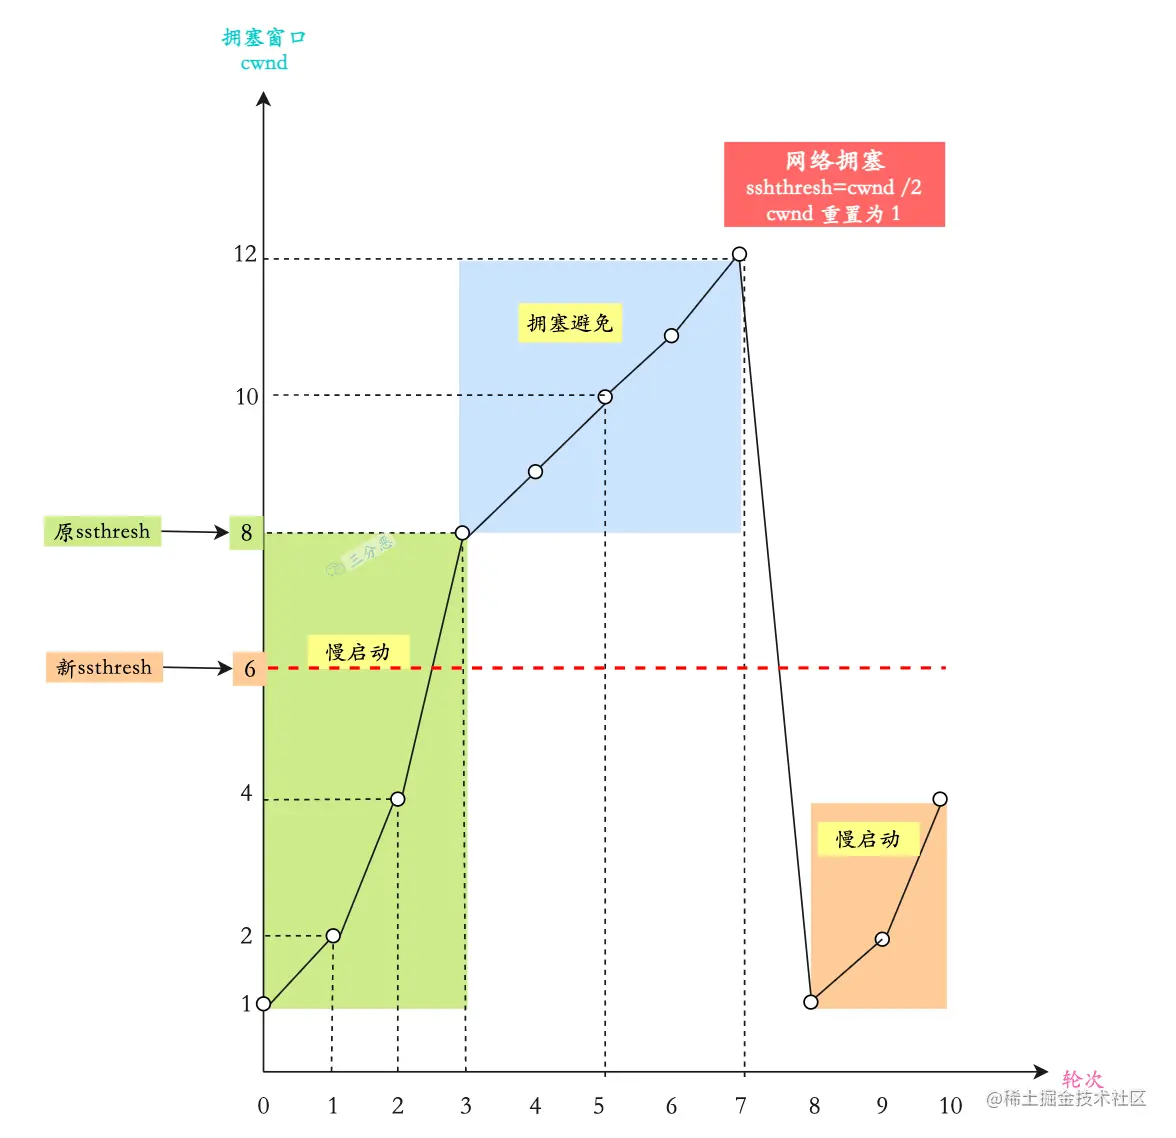 拥塞窗口
cwnd
网络拥塞
sshthresh=cwnd /2
cwnd 重置为 1
12
拥塞避免
10
原ssthresh
8
三分恶
慢启动
新ssthresh
6
4
慢启动
2
1
轮次
0 1 2 3 4 5 6 7 8 9 10
@稀土掘金技术社区